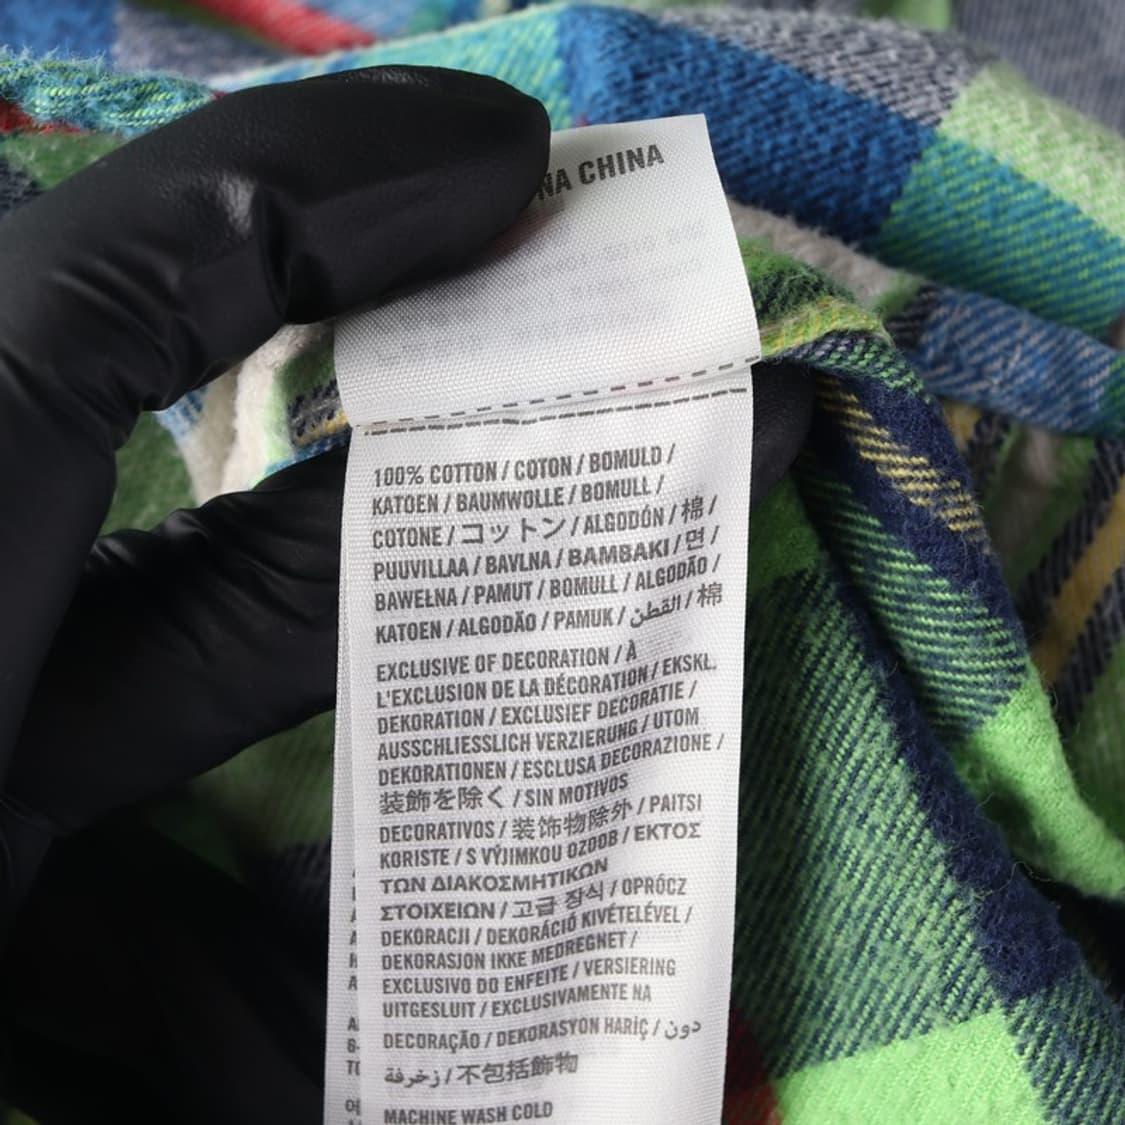 NA CHINA
100% COTTON / COTON / BOMULD /
KATOEN / BAUMWOLLE / BOMULL /
COTONE / コットン / ALGODÓN / 棉 /
PUUVILLAA / BAVLNA / BAMBAKI / 면 /
BAWEŁNA / PAMUT / BOMULL / ALGODÃO /
KATOEN / ALGODÃO / PAMUK / القطن / 棉
EXCLUSIVE OF DECORATION / À
L'EXCLUSION DE LA DÉCORATION / EKSKL.
DEKORATION / EXCLUSIEF DECORATIE /
AUSSCHLIESSLICH VERZIERUNG / UTOM
DEKORATIONEN / ESCLUSA DECORAZIONE /
装飾を除く / SIN MOTIVOS
DECORATIVOS / 装饰物除外 / PAITSI
KORISTE / S VÝJIMKOU OZDOB / ΕΚΤΟΣ
ΤΩΝ ΔΙΑΚΟΣΜΗΤΙΚΩΝ
ΣΤΟΙΧΕΙΩΝ / 고급 장식 / OPRÓCZ
DEKORACJI / DEKORÁCIÓ KIVÉTELÉVEL /
DEKORASJON IKKE MEDREGNET /
EXCLUSIVO DO ENFEITE / VERSIERING
UITGESLUIT / EXCLUSIVAMENTE NA
DECORAÇÃO / DEKORASYON HARİÇ / دون
زخرفة / 不包括飾物
MACHINE WASH COLD